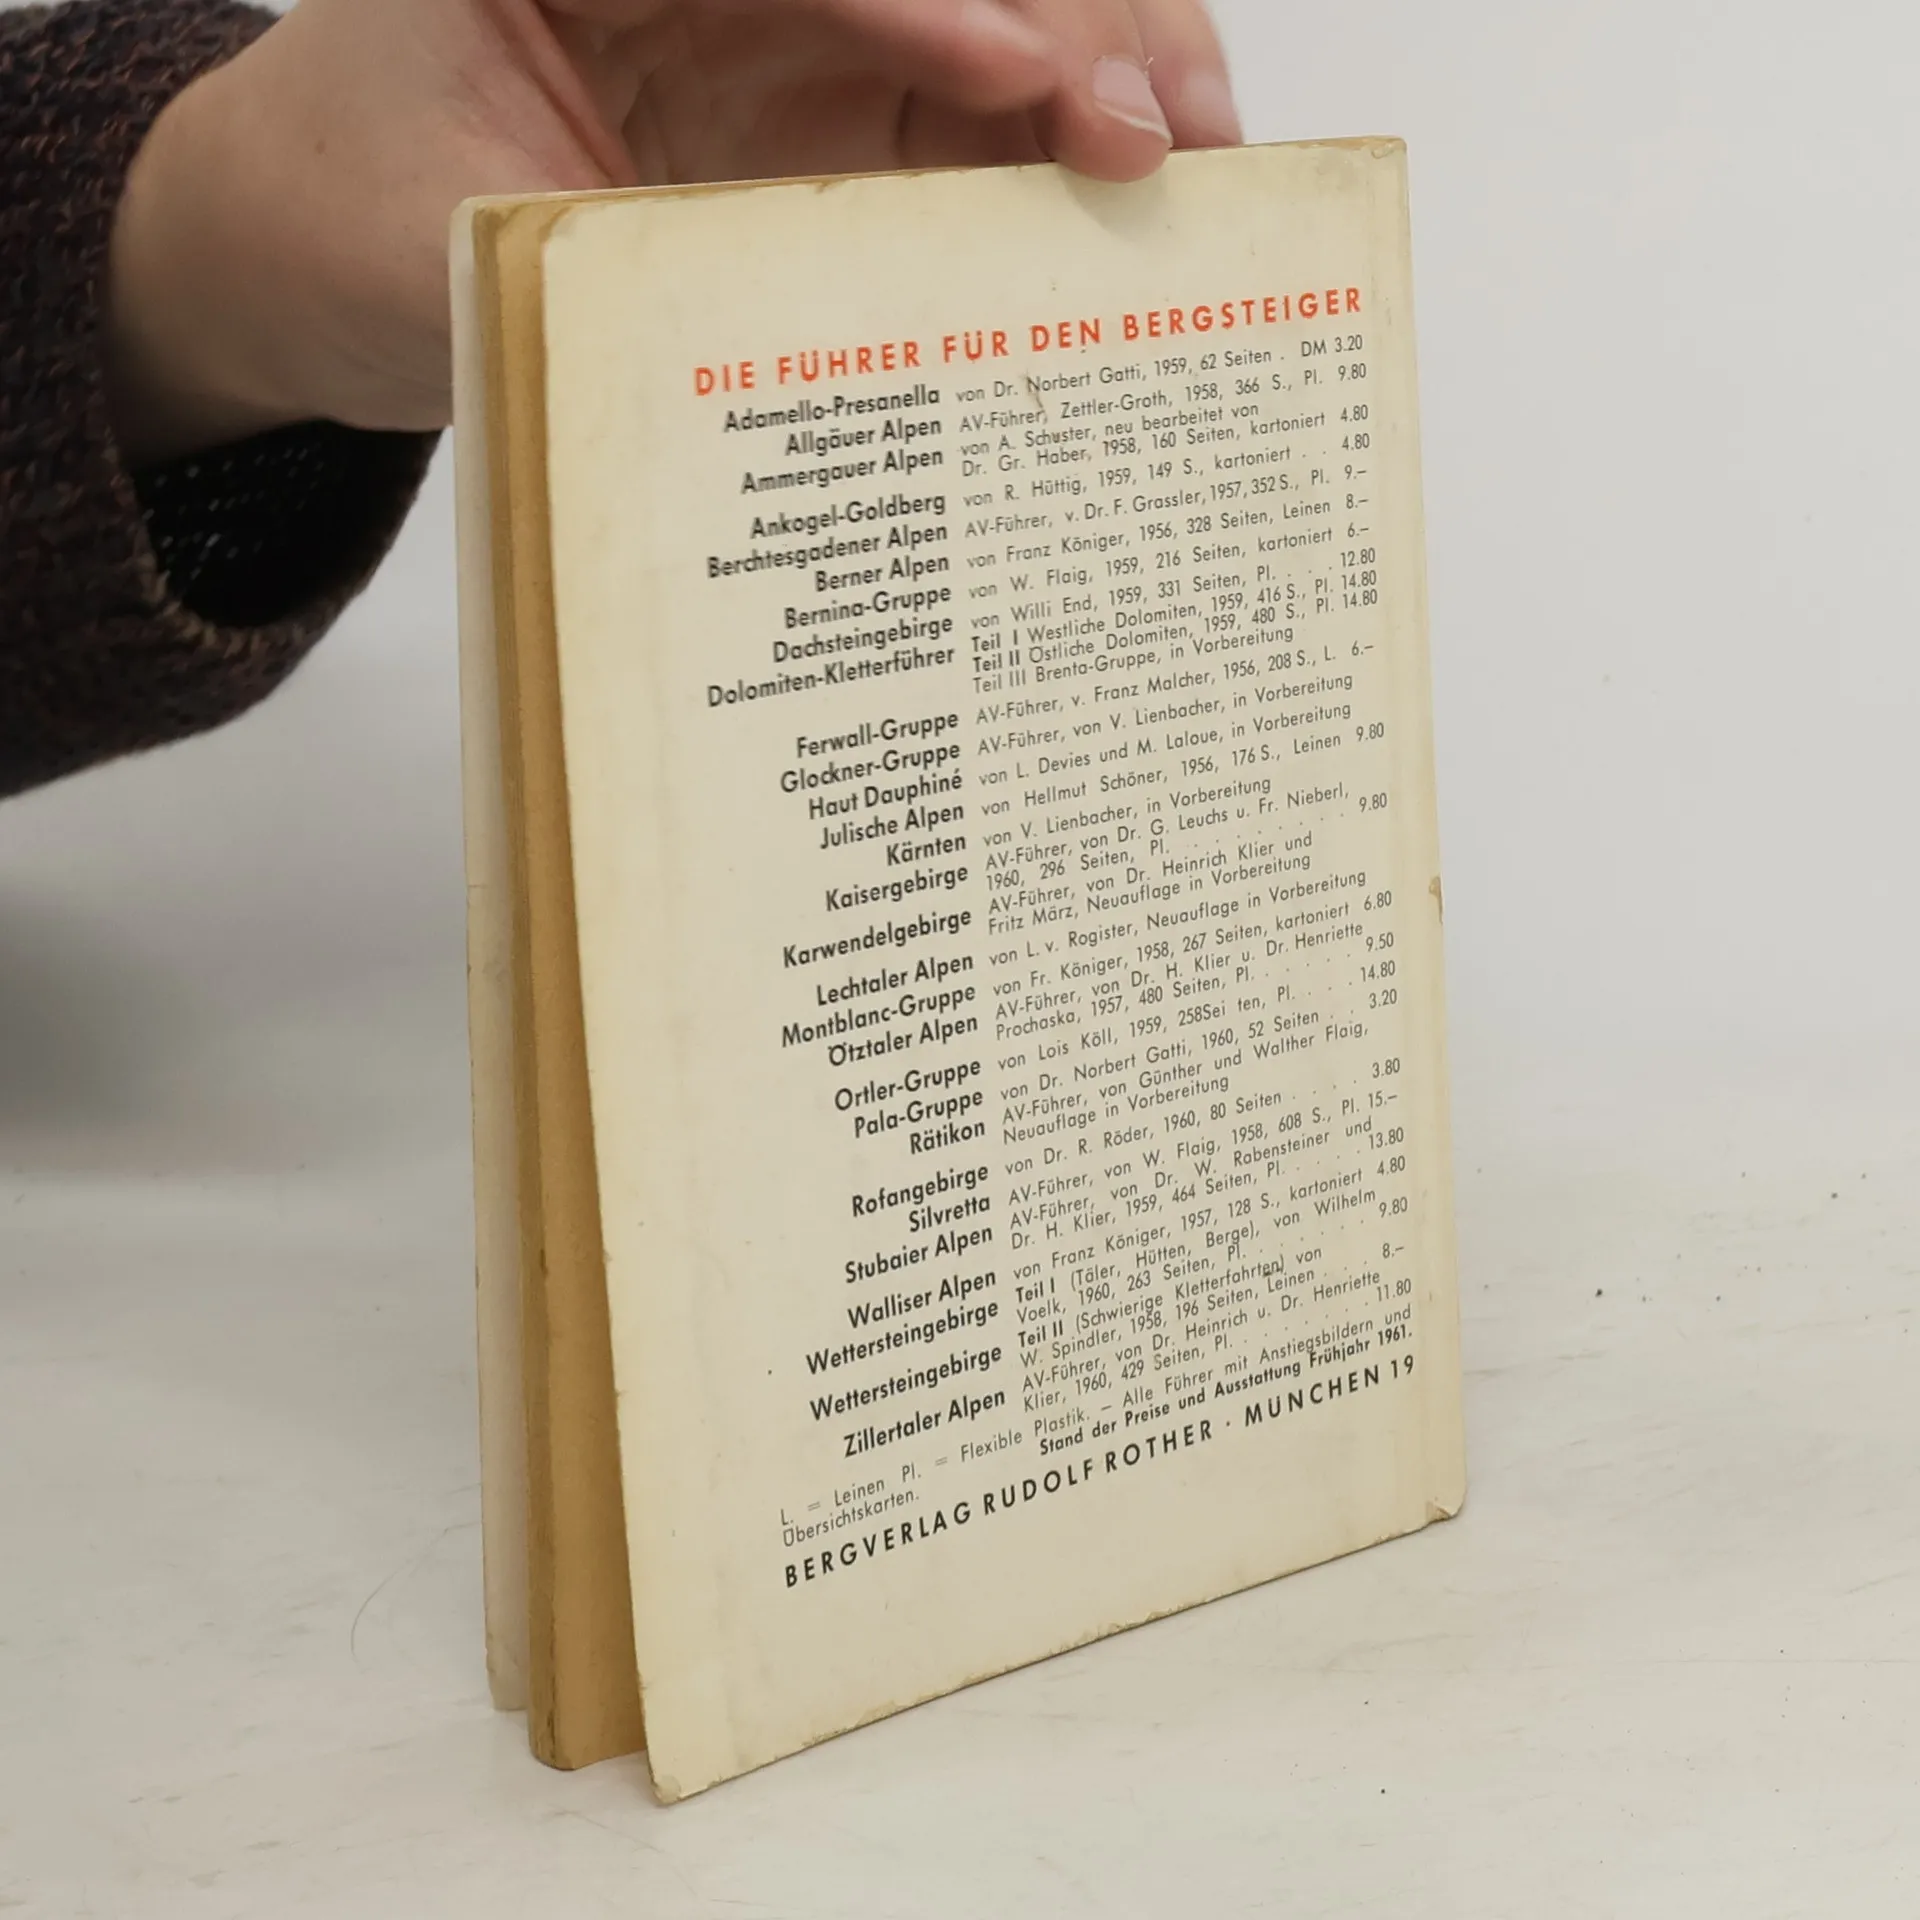 DIE FÜHRER FÜR DEN BERGSTEIGER
Adamello-Presanella von Dr. Norbert Gatti, 1959, 62 Seiten . DM 3.20
Allgäuer Alpen AV-Führer, Zettler-Groth, 1958, 366 S., Pl. 9.80
Ammergauer Alpen von A. Schuster, neu bearbeitet von
Dr. Gr. Haber, 1958, 160 Seiten, kartoniert 4.80
Ankogel-Goldberg von R. Hüttig, 1959, 149 S., kartoniert . . 4.80
Berchtesgadener Alpen AV-Führer, v. Dr. F. Grassler, 1957, 352 S., Pl. 9.–
Berner Alpen von Franz Königer, 1956, 328 Seiten, Leinen 8.–
Bernina-Gruppe von W. Flaig, 1959, 216 Seiten, kartoniert 6.–
Dachsteingebirge von Willi End, 1959, 331 Seiten, Pl. . . . 12.80
Dolomiten-Kletterführer Teil I Westliche Dolomiten, 1959, 416 S., Pl. 14.80
Teil II Östliche Dolomiten, 1959, 480 S., Pl. 14.80
Teil III Brenta-Gruppe, in Vorbereitung
Ferwall-Gruppe AV-Führer, v. Franz Malcher, 1956, 208 S., L. 6.–
Glockner-Gruppe AV-Führer, von V. Lienbacher, in Vorbereitung
Haut Dauphiné von L. Devies und M. Laloue, in Vorbereitung
Julische Alpen von Hellmut Schöner, 1956, 176 S., Leinen 9.80
Kärnten von V. Lienbacher, in Vorbereitung
Kaisergebirge AV-Führer, von Dr. G. Leuchs u. Fr. Nieberl,
1960, 296 Seiten, Pl. . . . . . . . . 9.80
Karwendelgebirge AV-Führer, von Dr. Heinrich Klier und
Fritz März, Neuauflage in Vorbereitung
Lechtaler Alpen von L. v. Rogister, Neuauflage in Vorbereitung
Montblanc-Gruppe von Fr. Königer, 1958, 267 Seiten, kartoniert 6.80
Ötztaler Alpen AV-Führer, von Dr. H. Klier u. Dr. Henriette
Prochaska, 1957, 480 Seiten, Pl. . . . . . 9.50
Ortler-Gruppe von Lois Köll, 1959, 258Sei ten, Pl. . . . 14.80
Pala-Gruppe von Dr. Norbert Gatti, 1960, 52 Seiten . . 3.20
Rätikon AV-Führer, von Günther und Walther Flaig,
Neuauflage in Vorbereitung
Rofangebirge von Dr. R. Röder, 1960, 80 Seiten . . . . 3.80
Silvretta AV-Führer, von W. Flaig, 1958, 608 S., Pl. 15.–
Stubaier Alpen AV-Führer, von Dr. W. Rabensteiner und
Dr. H. Klier, 1959, 464 Seiten, Pl. . . . . 13.80
Walliser Alpen von Franz Königer, 1957, 128 S., kartoniert 4.80
Wettersteingebirge Teil I (Täler, Hütten, Berge), von Wilhelm
Voelk, 1960, 263 Seiten, Pl. . . . . . . 9.80
Wettersteingebirge Teil II (Schwierige Kletterfahrten) von
W. Spindler, 1958, 196 Seiten, Leinen . . . 8.–
Zillertaler Alpen AV-Führer, von Dr. Heinrich u. Dr. Henriette
Klier, 1960, 429 Seiten, Pl. . . . . . . 11.80
L. = Leinen Pl. = Flexible Plastik. – Alle Führer mit Anstiegsbildern und
Übersichtskarten. Stand der Preise und Ausstattung Frühjahr 1961.
BERGVERLAG RUDOLF ROTHER · MÜNCHEN 19